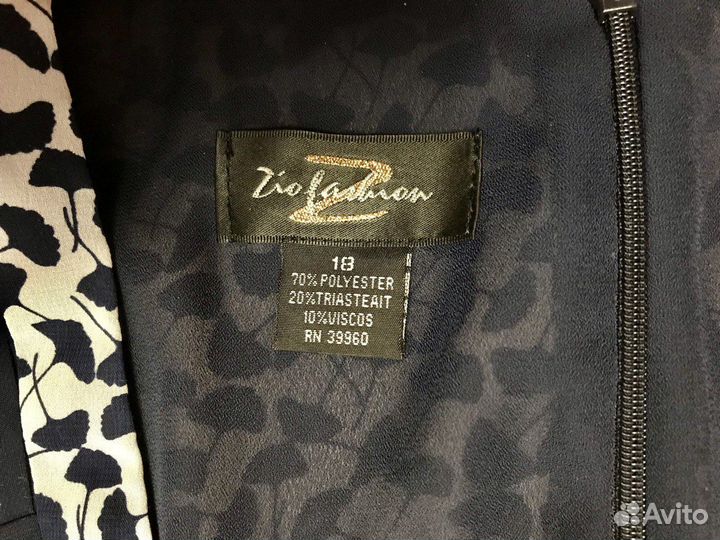 Zio Fashion
18
70% POLYESTER
20%TRIASTEAIT
10%VISCOS
RN 39960
Avito